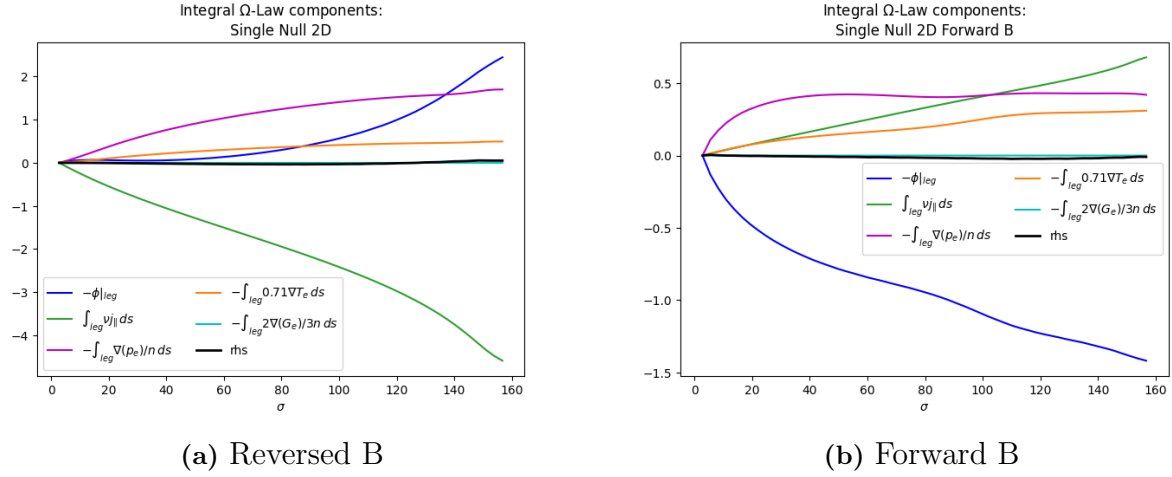 Integral Ω-Law components:
Single Null 2D
2
1
0
−1
−2
−3
−4
0 20 40 60 80 100 120 140 160
σ
−ϕ|leg
∫leg νj∥ ds
−∫leg ∇(pe)/n ds
−∫leg 0.71∇Te ds
−∫leg 2∇(Ge)/3n ds
rhs
(a) Reversed B
Integral Ω-Law components:
Single Null 2D Forward B
0.5
0.0
−0.5
−1.0
−1.5
0 20 40 60 80 100 120 140 160
σ
−ϕ|leg
∫leg νj∥ ds
−∫leg ∇(pe)/n ds
−∫leg 0.71∇Te ds
−∫leg 2∇(Ge)/3n ds
rhs
(b) Forward B